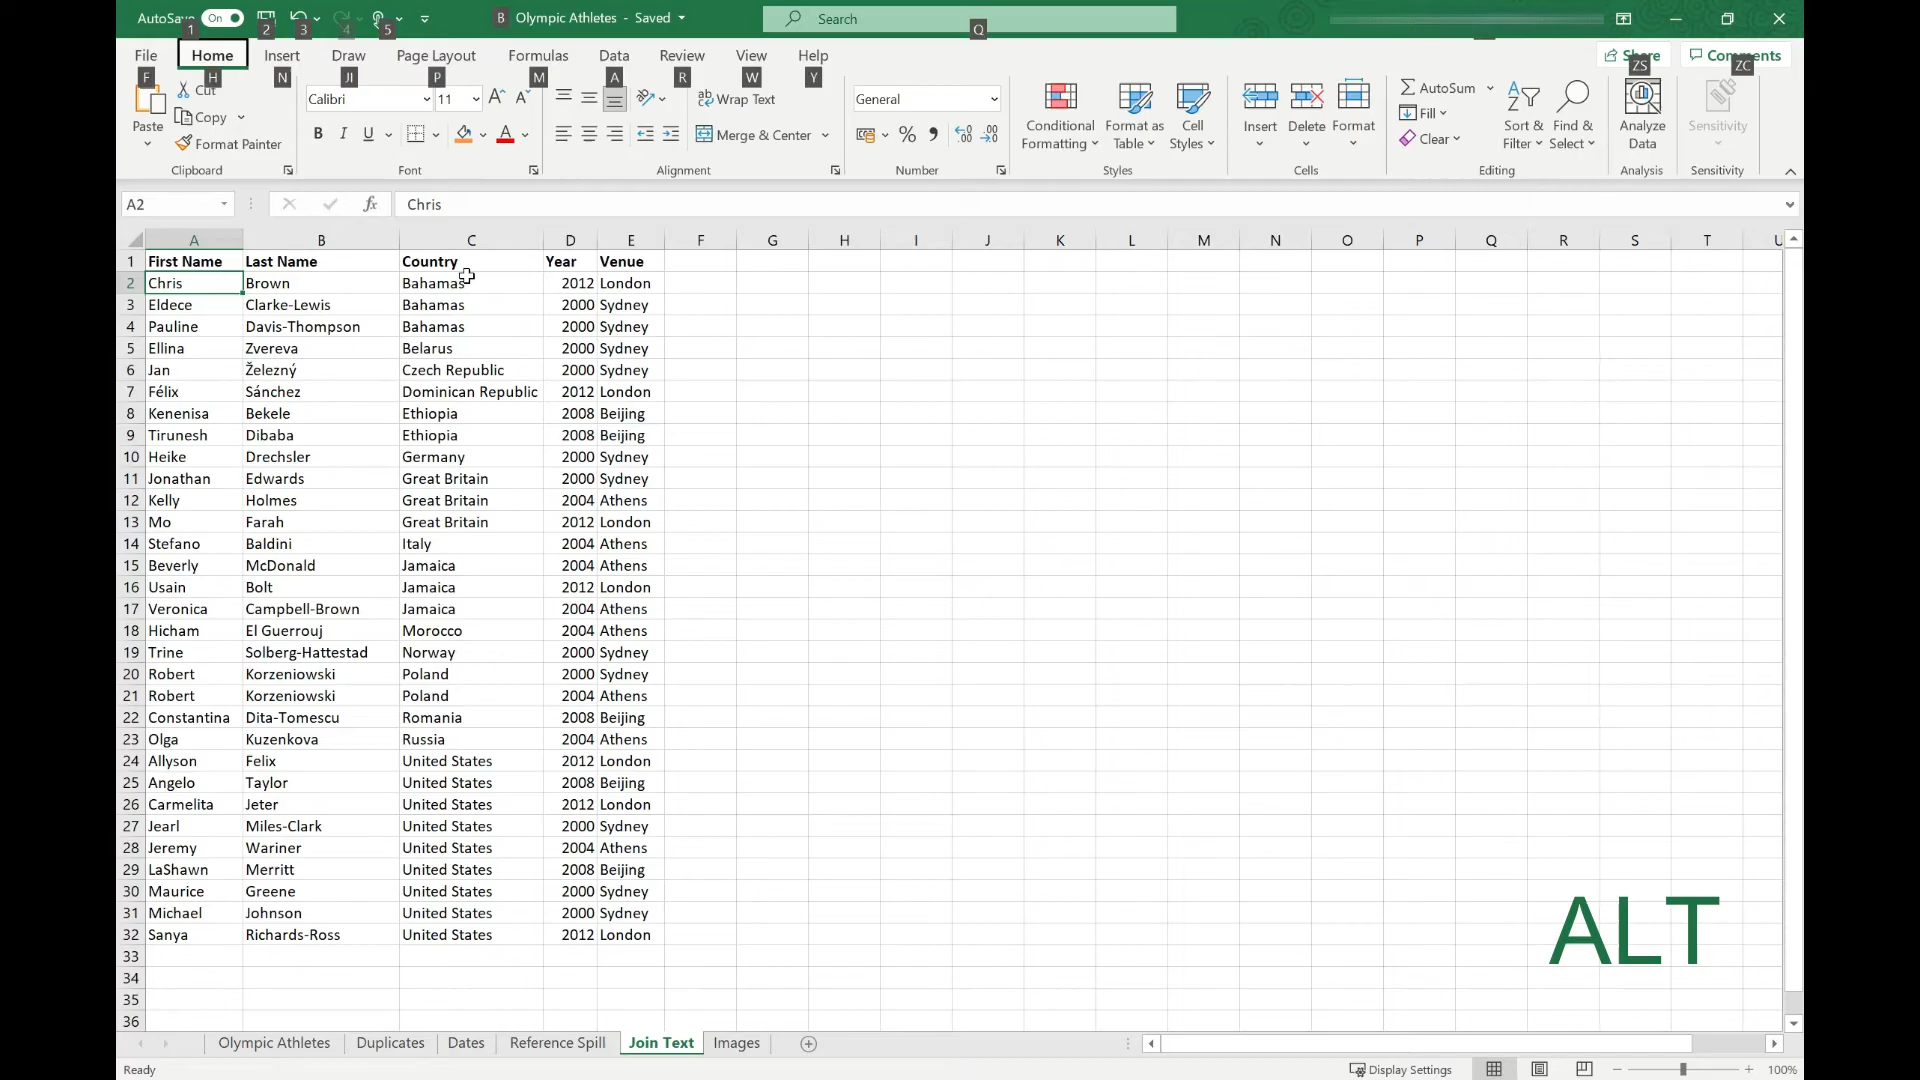 AutoSave On Olympic Athletes - Saved Search
1 2 3 4 5 B Q
File Home Insert Draw Page Layout Formulas Data Review View Help Share Comments
F H N JI P M A R W Y ZS ZC
Paste
Cut
Copy
Format Painter
Clipboard
Calibri 11
B I U
Font
Wrap Text
Merge & Center
Alignment
General
Number
Conditional Formatting
Format as Table
Cell Styles
Styles
Insert Delete Format
Cells
AutoSum
Fill
Clear
Sort & Filter
Find & Select
Editing
Analyze Data
Analysis
Sensitivity
Sensitivity
A2 fx Chris
A B C D E F G H I J K L M N O P Q R S T U
1 First Name Last Name Country Year Venue
2 Chris Brown Bahamas 2012 London
3 Eldece Clarke-Lewis Bahamas 2000 Sydney
4 Pauline Davis-Thompson Bahamas 2000 Sydney
5 Ellina Zvereva Belarus 2000 Sydney
6 Jan Železný Czech Republic 2000 Sydney
7 Félix Sánchez Dominican Republic 2012 London
8 Kenenisa Bekele Ethiopia 2008 Beijing
9 Tirunesh Dibaba Ethiopia 2008 Beijing
10 Heike Drechsler Germany 2000 Sydney
11 Jonathan Edwards Great Britain 2000 Sydney
12 Kelly Holmes Great Britain 2004 Athens
13 Mo Farah Great Britain 2012 London
14 Stefano Baldini Italy 2004 Athens
15 Beverly McDonald Jamaica 2004 Athens
16 Usain Bolt Jamaica 2012 London
17 Veronica Campbell-Brown Jamaica 2004 Athens
18 Hicham El Guerrouj Morocco 2004 Athens
19 Trine Solberg-Hattestad Norway 2000 Sydney
20 Robert Korzeniowski Poland 2000 Sydney
21 Robert Korzeniowski Poland 2004 Athens
22 Constantina Dita-Tomescu Romania 2008 Beijing
23 Olga Kuzenkova Russia 2004 Athens
24 Allyson Felix United States 2012 London
25 Angelo Taylor United States 2008 Beijing
26 Carmelita Jeter United States 2012 London
27 Jearl Miles-Clark United States 2000 Sydney
28 Jeremy Wariner United States 2004 Athens
29 LaShawn Merritt United States 2008 Beijing
30 Maurice Greene United States 2000 Sydney
31 Michael Johnson United States 2000 Sydney
32 Sanya Richards-Ross United States 2012 London
33
34
35
36
ALT
Olympic Athletes Duplicates Dates Reference Spill Join Text Images
Ready Display Settings 100%